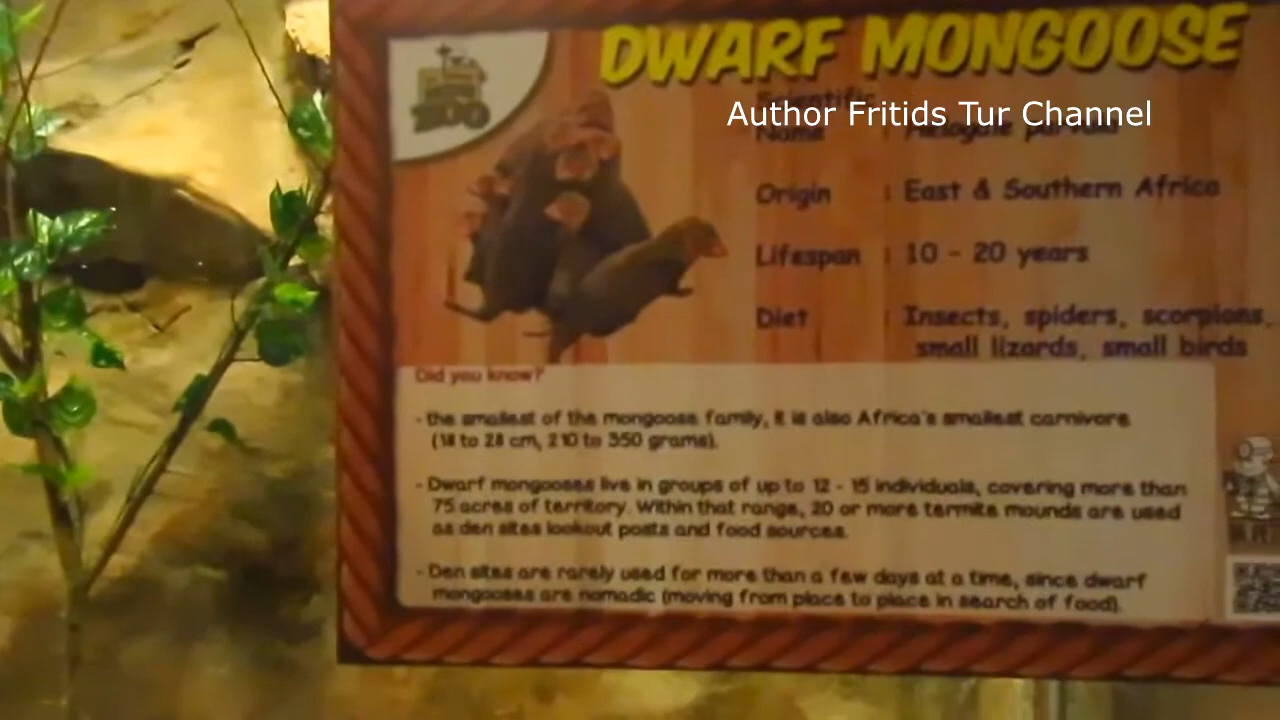 DWARF MONGOOSE
ZOO
Author Fritids Tur Channel
Scientific
Name :
Origin : East & Southern Africa
Lifespan : 10 - 20 years
Diet : Insects, spiders, scorpions,
small lizards, small birds
Did you know?
- the smallest of the mongoose family, it is also Africa's smallest carnivore
(18 to 28 cm, 210 to 350 grams).
- Dwarf mongooses live in groups of up to 12 - 15 individuals, covering more than
75 acres of territory. Within that range, 20 or more termite mounds are used
as den sites lookout posts and food sources.
- Den sites are rarely used for more than a few days at a time, since dwarf
mongooses are nomadic (moving from place to place in search of food).